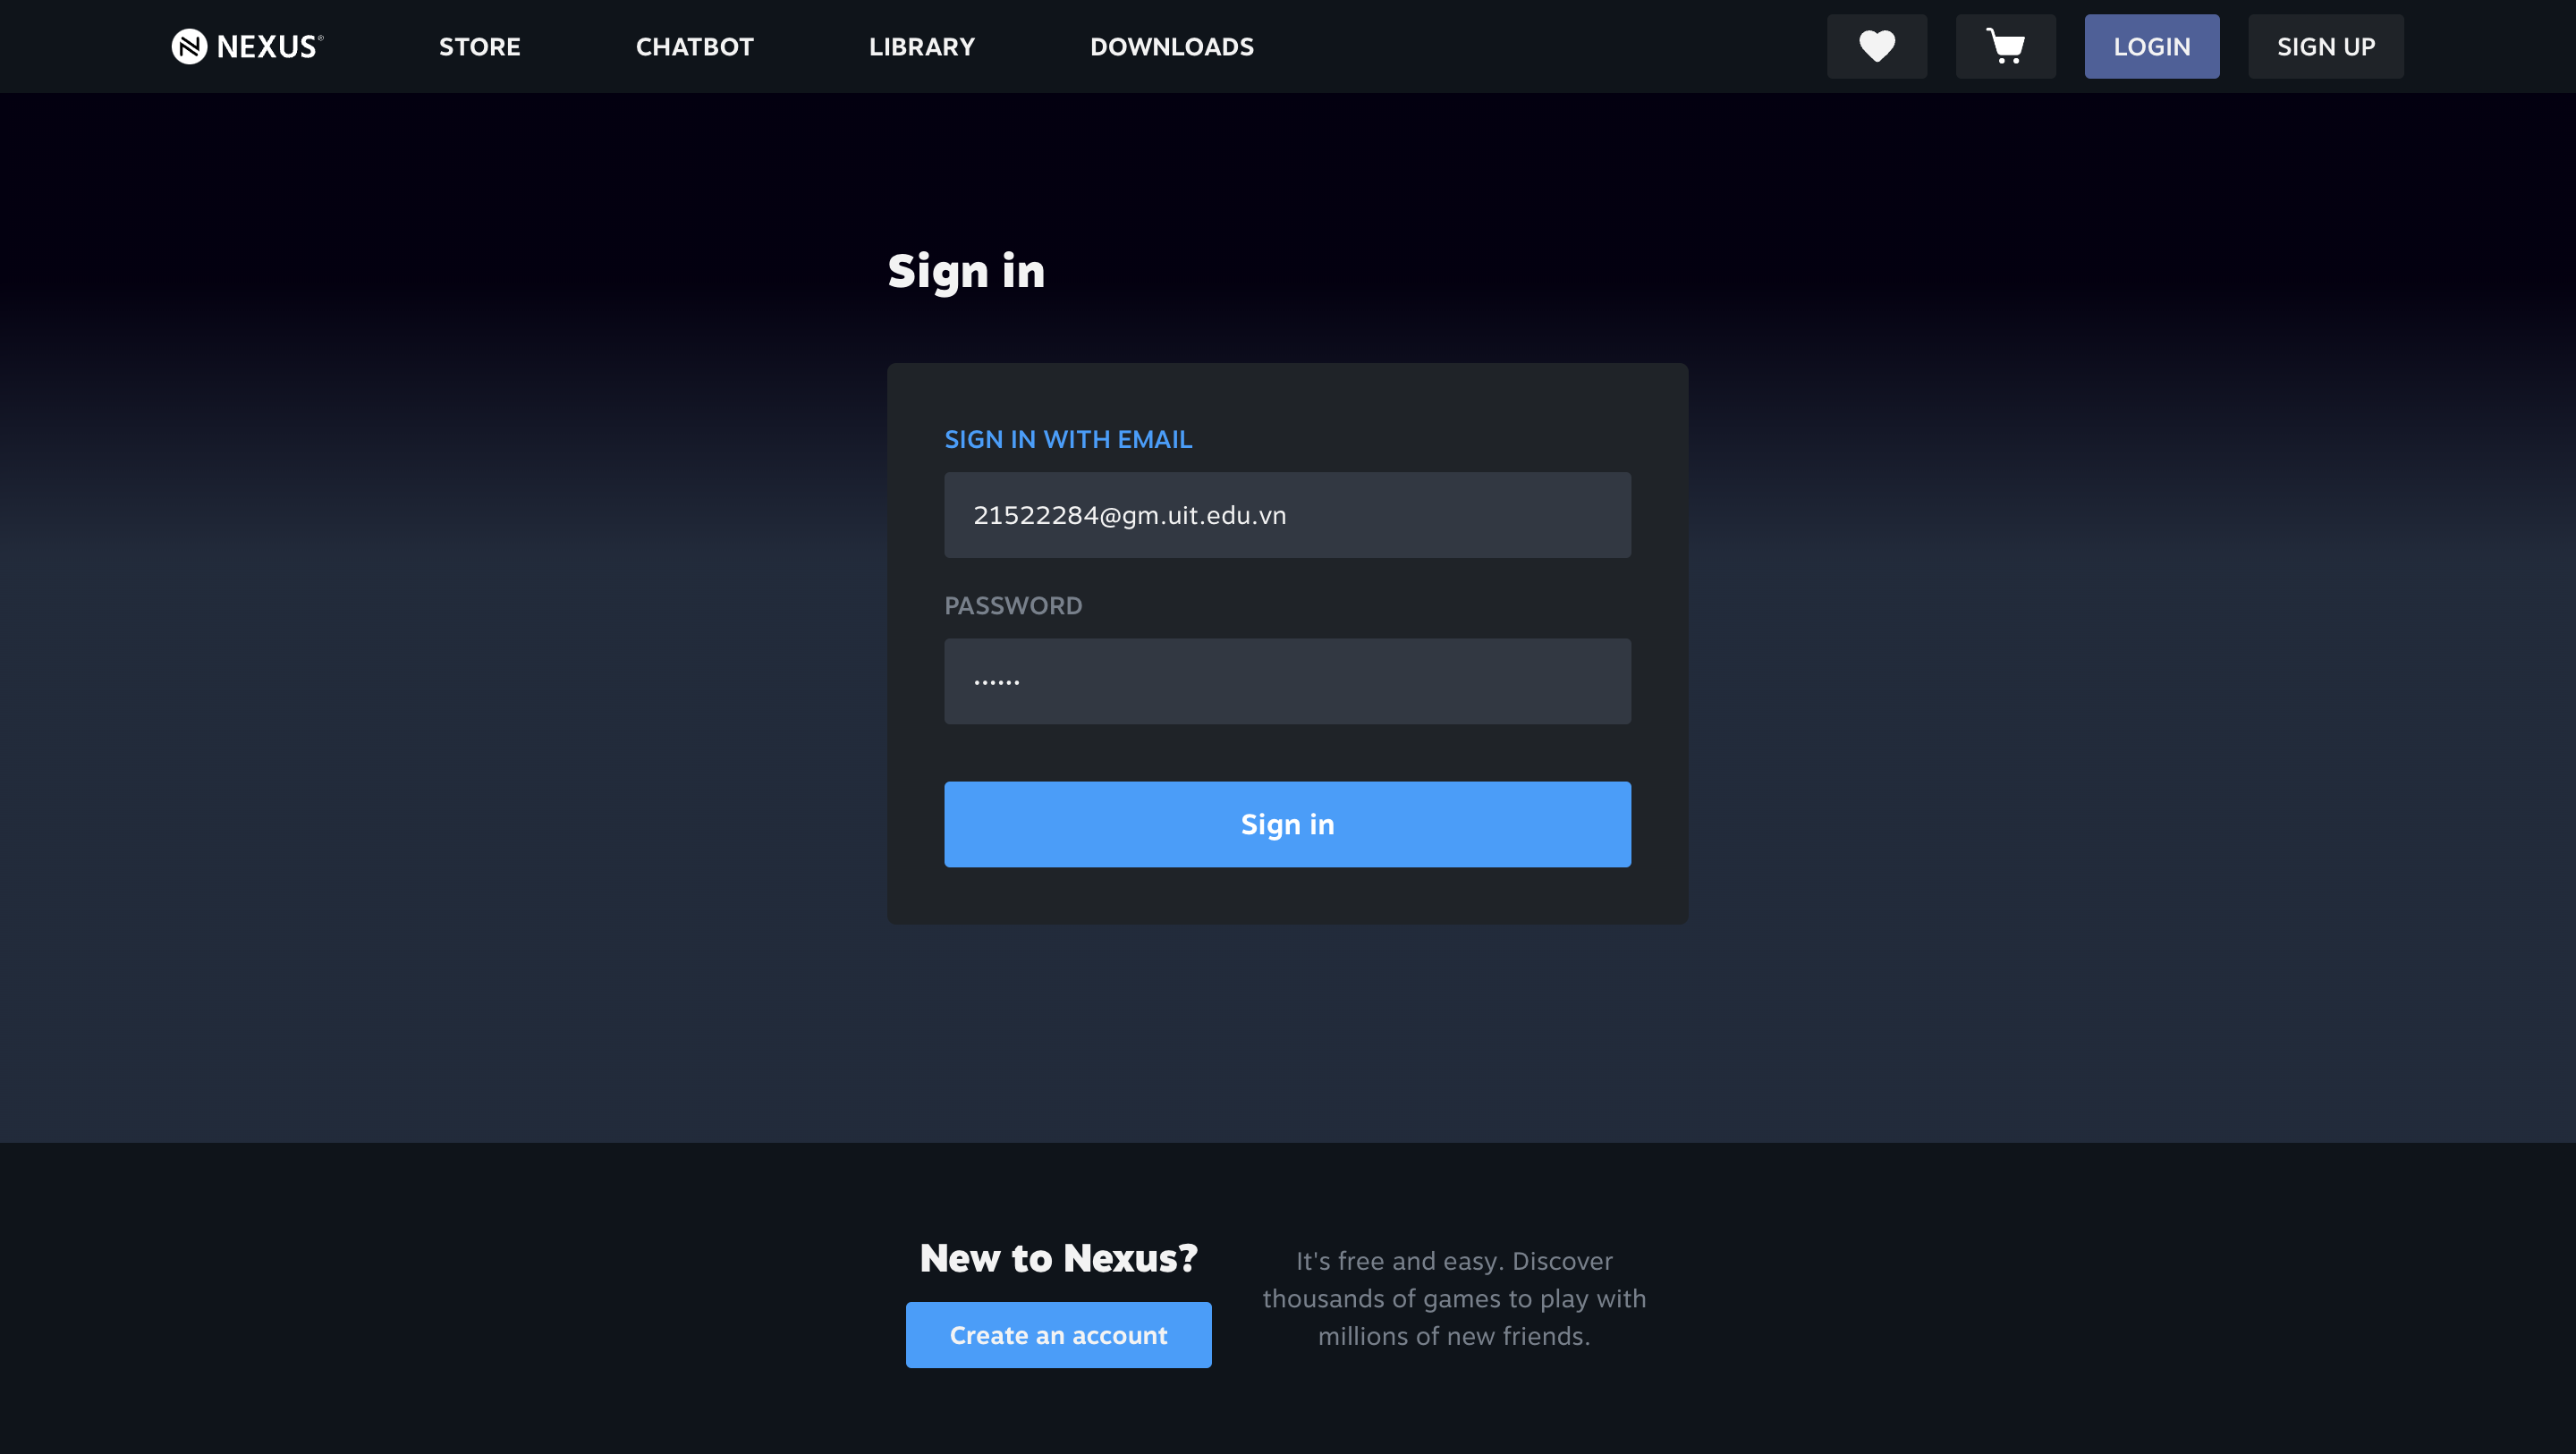 NEXUS®
STORE
CHATBOT
LIBRARY
DOWNLOADS
LOGIN
SIGN UP
Sign in
SIGN IN WITH EMAIL
21522284@gm.uit.edu.vn
PASSWORD
······
Sign in
New to Nexus?
Create an account
It's free and easy. Discover
thousands of games to play with
millions of new friends.